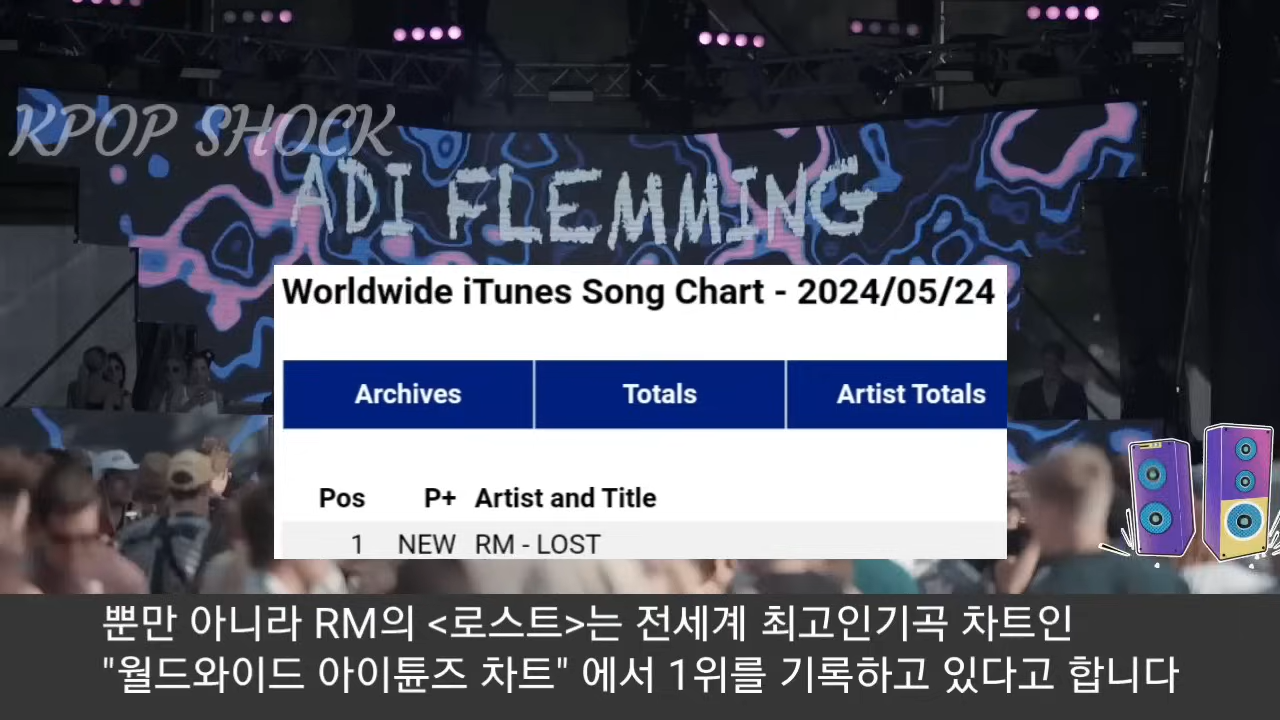 KPOP SHOCK
ADI FLEMMING
Worldwide iTunes Song Chart - 2024/05/24
Archives Totals Artist Totals
Pos P+ Artist and Title
1 NEW RM - LOST
뿐만 아니라 RM의 <로스트>는 전세계 최고인기곡 차트인
"월드와이드 아이튠즈 차트" 에서 1위를 기록하고 있다고 합니다